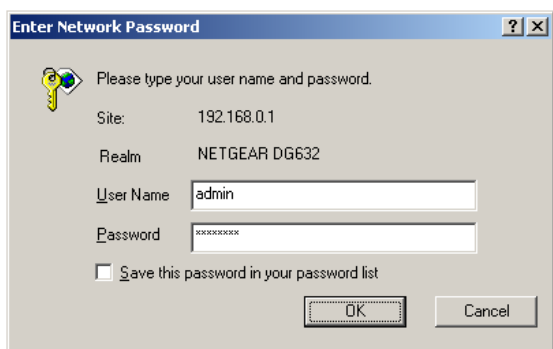 Enter Network Password
Please type your user name and password.
Site: 192.168.0.1
Realm NETGEAR DG632
User Name admin
Password ********
Save this password in your password list
OK Cancel